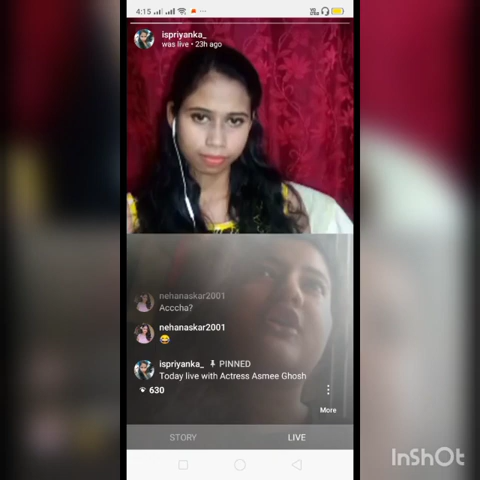 4:15
ispriyanka_
was live • 23h ago
nehanaskar2001
Acccha?
nehanaskar2001
😂
ispriyanka_ PINNED
Today live with Actress Asmee Ghosh
630
More
STORY LIVE
InShOt